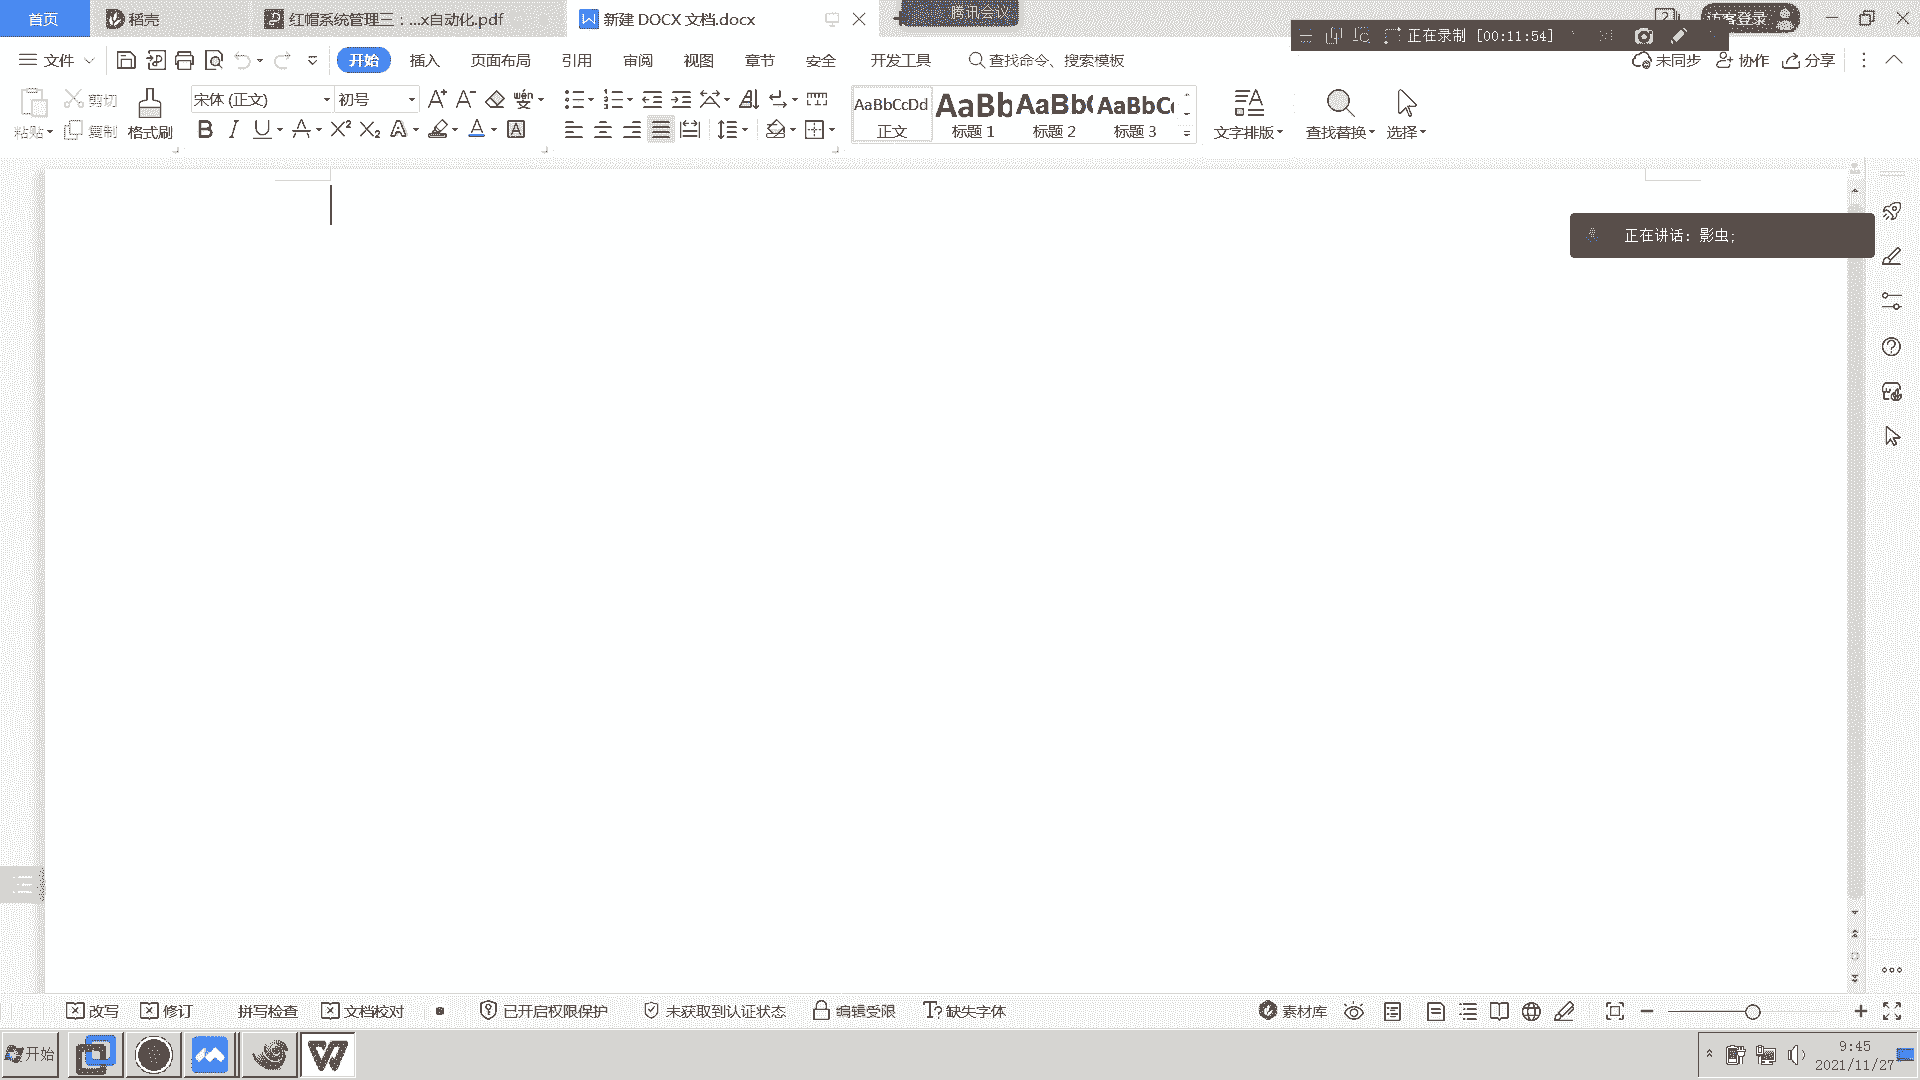 首页 稻壳 红帽系统管理三：...x自动化.pdf 新建 DOCX 文档.docx 腾讯会议 访客登录
正在录制 [00:11:54]
文件 开始 插入 页面布局 引用 审阅 视图 章节 安全 开发工具 查找命令、搜索模板 未同步 协作 分享
粘贴 剪切 复制 格式刷
宋体 (正文) 初号
AaBbCcDd AaBb AaBb( AaBbC
正文 标题 1 标题 2 标题 3
文字排版 查找替换 选择
正在讲话：影虫;
改写 修订 拼写检查 文档校对 已开启权限保护 未获取到认证状态 编辑受限 缺失字体 素材库
开始
9:45
2021/11/27